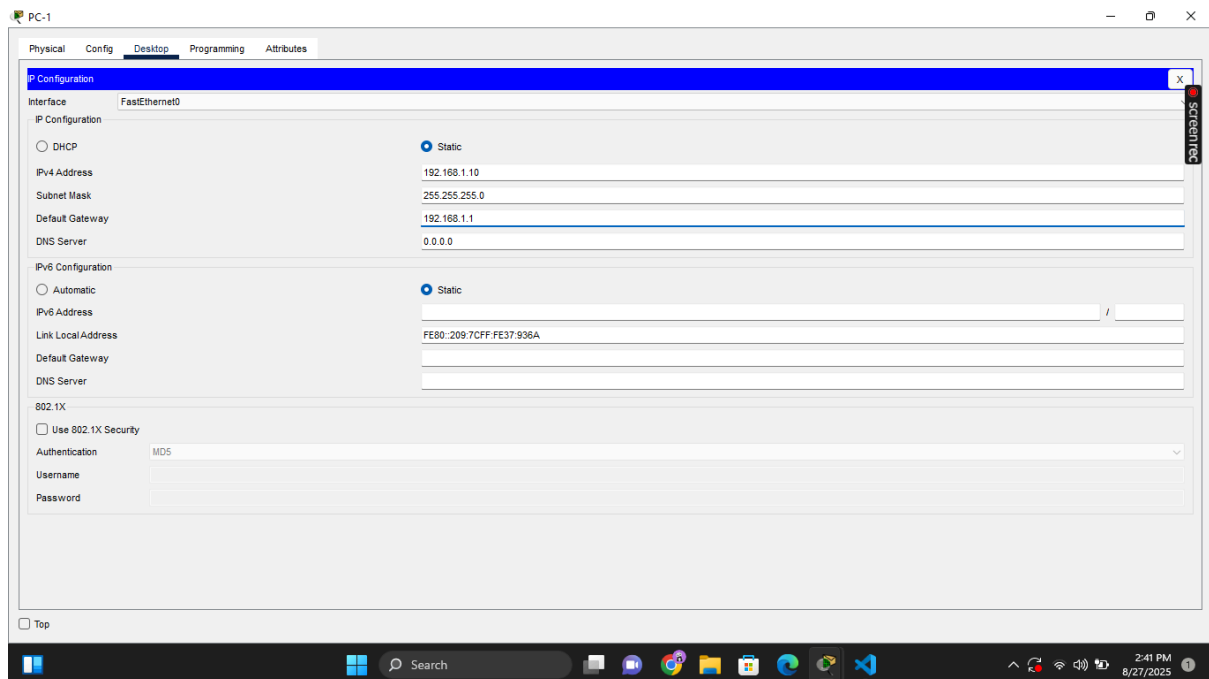 PC-1
Physical Config Desktop Programming Attributes
IP Configuration X
Interface FastEthernet0
IP Configuration
DHCP Static
IPv4 Address 192.168.1.10
Subnet Mask 255.255.255.0
Default Gateway 192.168.1.1
DNS Server 0.0.0.0
IPv6 Configuration
Automatic Static
IPv6 Address /
Link Local Address FE80::209:7CFF:FE37:936A
Default Gateway
DNS Server
802.1X
Use 802.1X Security
Authentication MD5
Username
Password
Top
screenrec
Search 2:41 PM
8/27/2025 1